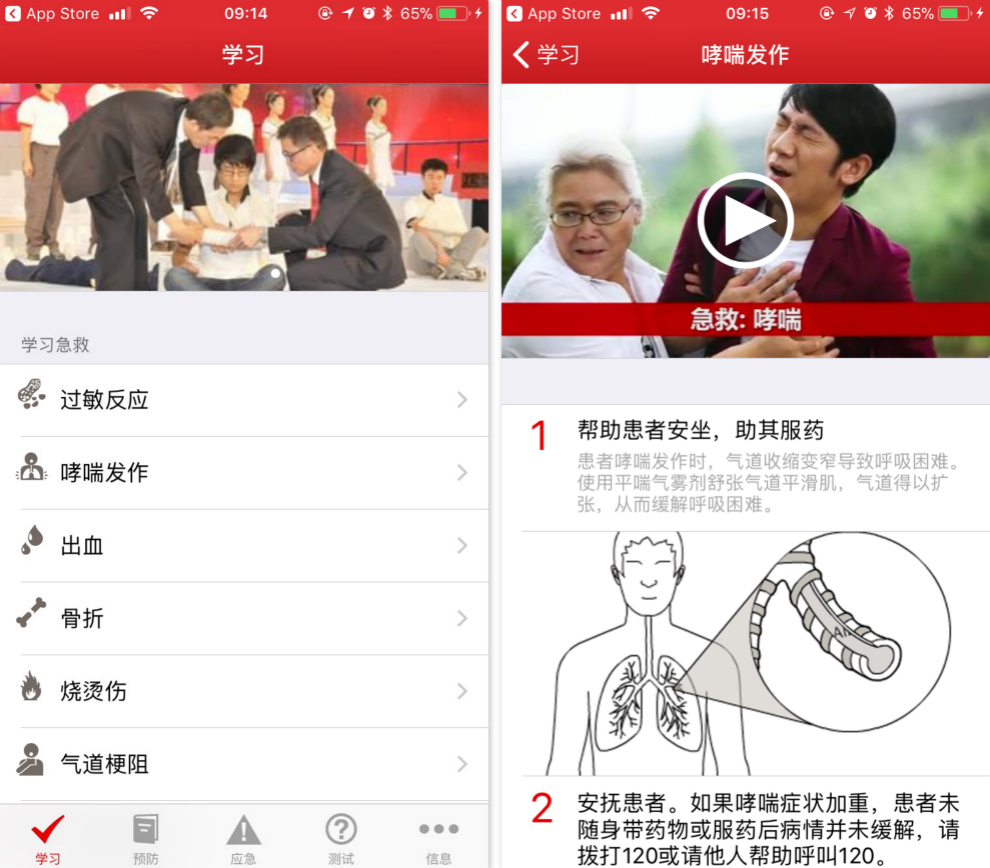 App Store
09:14
65%
学习
学习急救
过敏反应
哮喘发作
出血
骨折
烧烫伤
气道梗阻
学习
预防
应急
测试
信息
App Store
09:15
65%
学习
哮喘发作
急救: 哮喘
1
帮助患者安坐，助其服药
患者哮喘发作时，气道收缩变窄导致呼吸困难。
使用平喘气雾剂舒张气道平滑肌，气道得以扩
张，从而缓解呼吸困难。
2
安抚患者。如果哮喘症状加重，患者未
随身带药物或服药后病情并未缓解，请
拨打120或请他人帮助呼叫120。